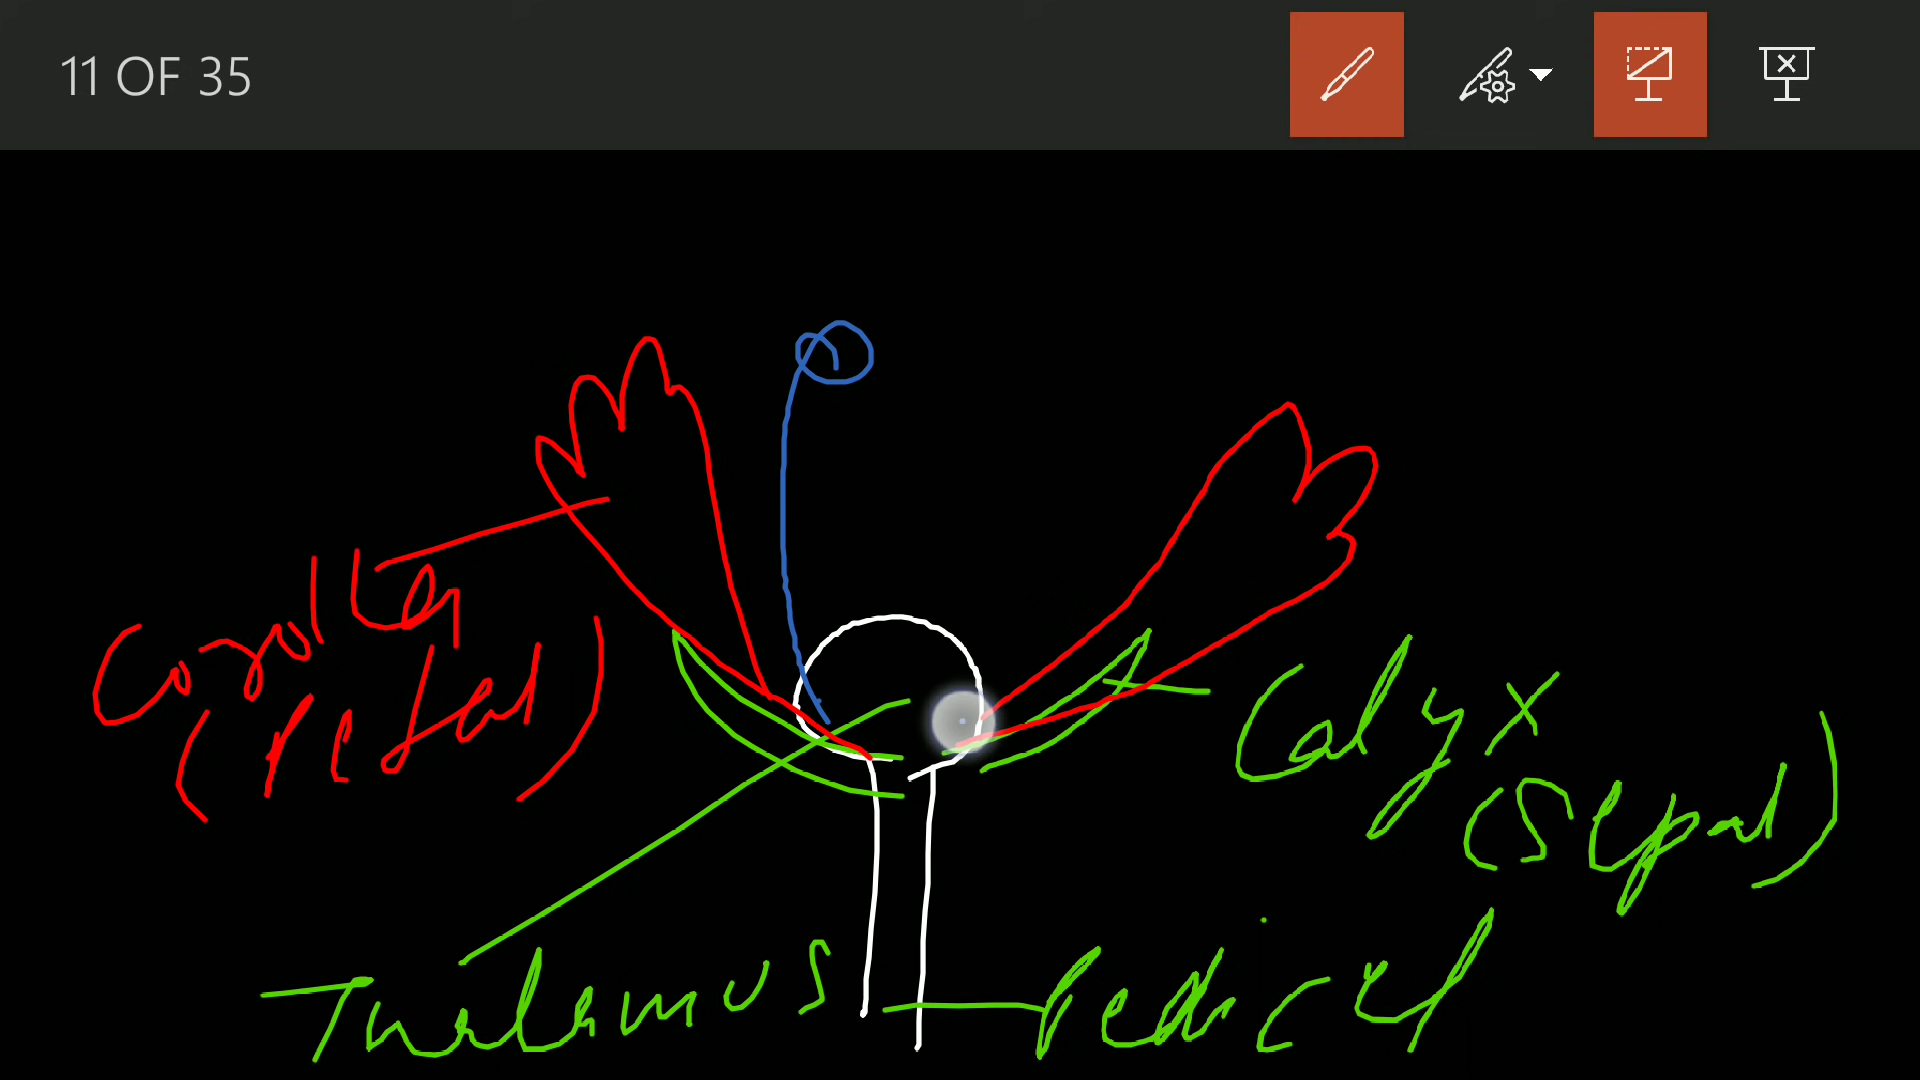 11 OF 35
Corolla
(Petal)
Calyx
(Sepal)
Thalamus
Pedicel